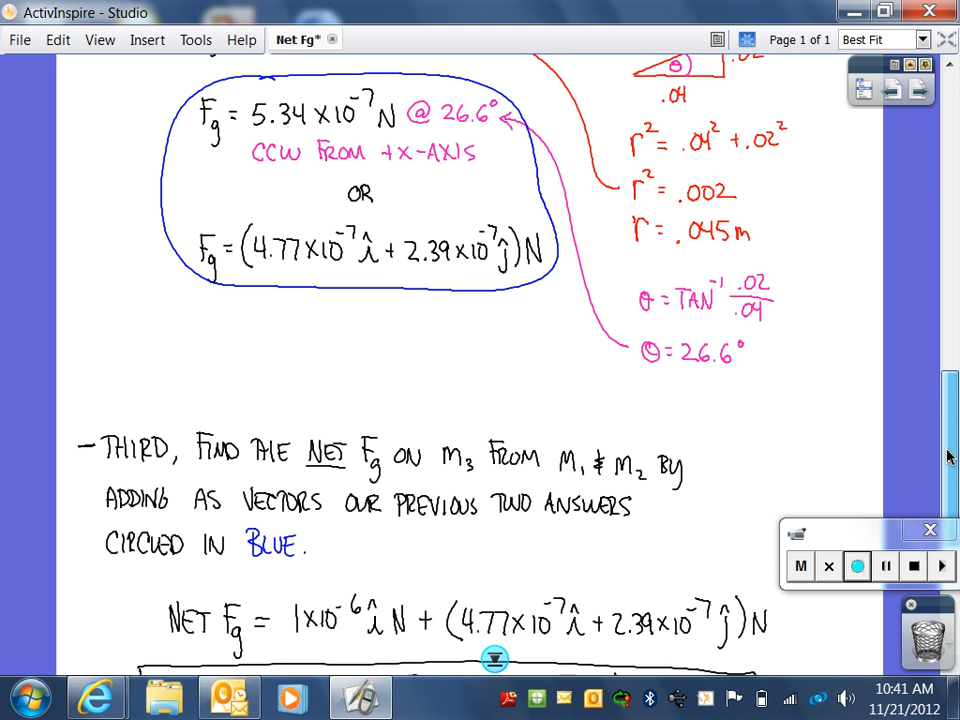 ActivInspire - Studio
File Edit View Insert Tools Help Net Fg* Page 1 of 1 Best Fit
Fg = 5.34 x 10^-7 N @ 26.6°
CCW FROM +X-AXIS
OR
Fg = (4.77 x 10^-7 î + 2.39 x 10^-7 ĵ) N
.02
θ
.04
r² = .04² + .02²
r² = .002
r = .045m
θ = TAN^-1 .02/.04
θ = 26.6°
- THIRD, FIND THE NET Fg ON m3 FROM M1 & M2 BY
ADDING AS VECTORS OUR PREVIOUS TWO ANSWERS
CIRCLED IN BLUE.
NET Fg = 1 x 10^-6 î N + (4.77 x 10^-7 î + 2.39 x 10^-7 ĵ) N
M
10:41 AM
11/21/2012